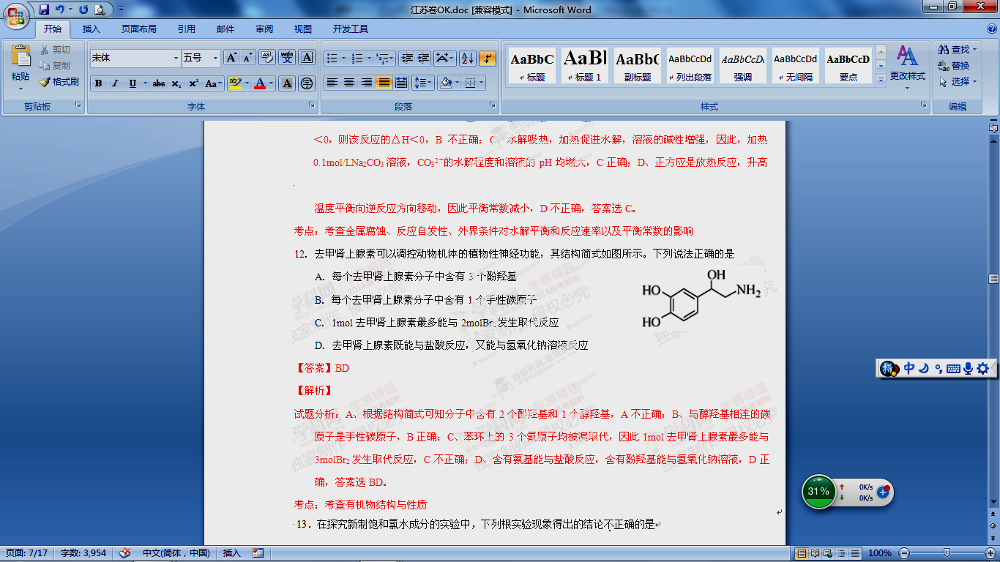 江苏卷OK.doc [兼容模式] - Microsoft Word
开始 插入 页面布局 引用 邮件 审阅 视图 开发工具
粘贴 剪切 复制 格式刷
宋体 五号
AaBbC AaBl AaBbC AaBbCcDd AaBbCcDc AaBbCcDd AaBbCcD
标题 标题 1 副标题 列出段落 强调 无间隔 要点
更改样式
查找 替换 选择
剪贴板 字体 段落 样式 编辑
＜0，则该反应的△H＜0，B 不正确；C、水解吸热，加热促进水解，溶液的碱性增强，因此，加热
0.1mol/LNa₂CO₃溶液，CO₃²⁻的水解程度和溶液的 pH 均增大，C 正确；D、正方应是放热反应，升高
温度平衡向逆反应方向移动，因此平衡常数减小，D 不正确，答案选 C。
考点：考查金属腐蚀、反应自发性、外界条件对水解平衡和反应速率以及平衡常数的影响
12．去甲肾上腺素可以调控动物机体的植物性神经功能，其结构简式如图所示。下列说法正确的是
A．每个去甲肾上腺素分子中含有 3 个酚羟基
B．每个去甲肾上腺素分子中含有 1 个手性碳原子
C．1mol 去甲肾上腺素最多能与 2molBr₂发生取代反应
D．去甲肾上腺素既能与盐酸反应，又能与氢氧化钠溶液反应
OH
HO
NH₂
HO
【答案】BD
【解析】
试题分析：A、根据结构简式可知分子中含有 2 个酚羟基和 1 个醇羟基，A 不正确；B、与醇羟基相连的碳
原子是手性碳原子，B 正确；C、苯环上的 3 个氢原子均被溴取代，因此 1mol 去甲肾上腺素最多能与
3molBr₂发生取代反应，C 不正确；D、含有氨基能与盐酸反应，含有酚羟基能与氢氧化钠溶液，D 正
确，答案选 BD。
考点：考查有机物结构与性质
13．在探究新制饱和氯水成分的实验中，下列根实验现象得出的结论不正确的是
中
31% 0K/s
0K/s
页面: 7/17 字数: 3,954 中文(简体，中国) 插入 100%